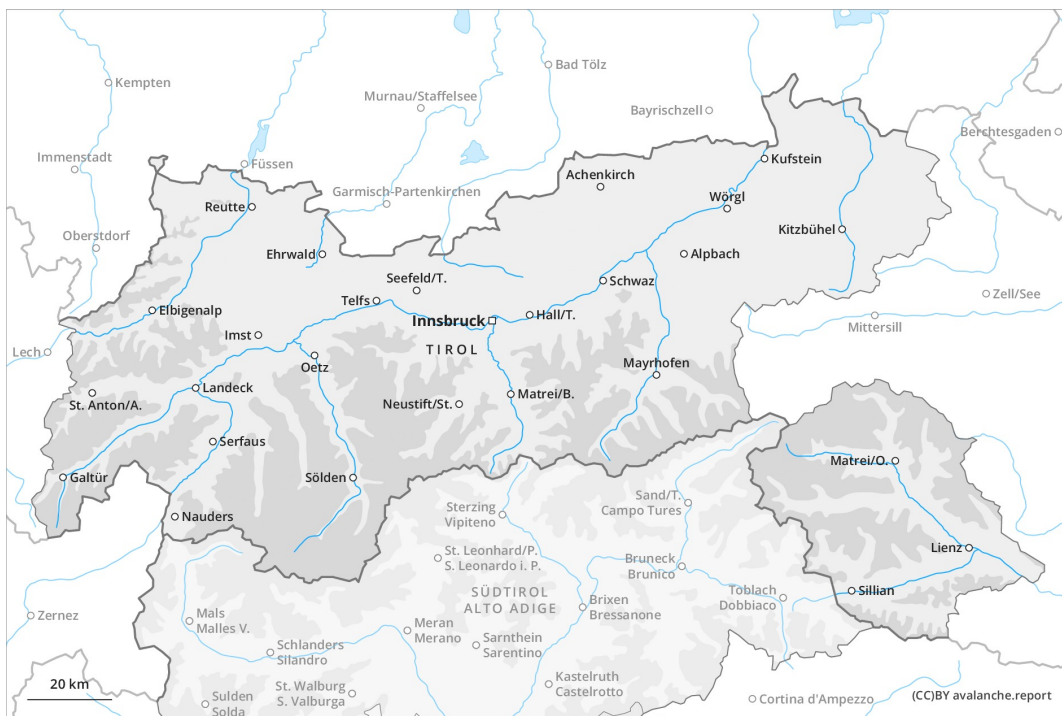 Kempten
Bad Tölz
Murnau/Staffelsee
Bayrischzell
Berchtesgaden
Immenstadt
Füssen
Kufstein
Garmisch-Partenkirchen
Achenkirch
Reutte
Wörgl
Oberstdorf
Kitzbühel
Ehrwald
Alpbach
Seefeld/T.
Schwaz
Zell/See
Telfs
Elbigenalp
Innsbruck
Hall/T.
Mittersill
Imst
TIROL
Lech
Oetz
Mayrhofen
Landeck
Matrei/B.
St. Anton/A.
Neustift/St.
Serfaus
Matrei/O.
Galtür
Sölden
Sand/T.
Campo Tures
Sterzing
Vipiteno
Nauders
Lienz
St. Leonhard/P.
S. Leonardo i. P.
Bruneck
Brunico
SÜDTIROL
ALTO ADIGE
Toblach
Dobbiaco
Sillian
Brixen
Bressanone
Zernez
Mals
Malles V.
Meran
Merano
Sarnthein
Sarentino
Schlanders
Silandro
20 km
St. Walburg
S. Valburga
Kastelruth
Castelrotto
Sulden
Solda
Cortina d'Ampezzo
(CC)BY avalanche.report